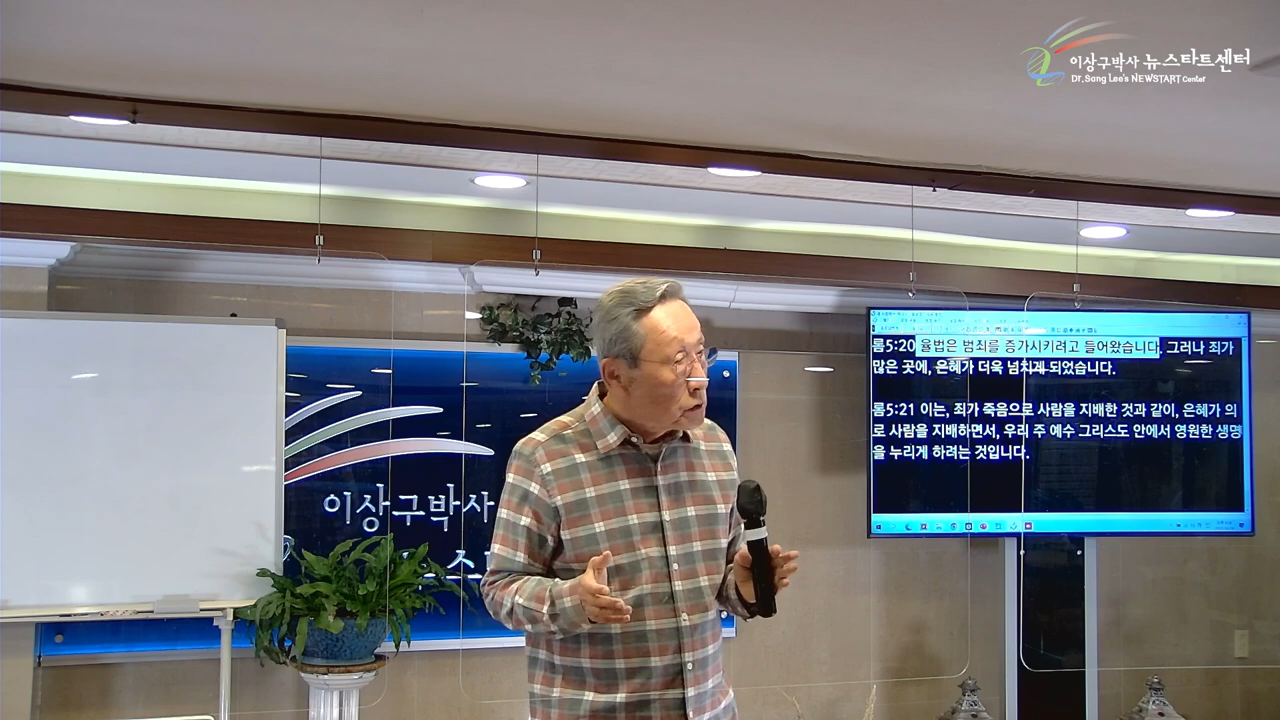 이상구박사 뉴스타트센터
Dr. Sang Lee's NEWSTART Center
롬5:20 율법은 범죄를 증가시키려고 들어왔습니다. 그러나 죄가
많은 곳에, 은혜가 더욱 넘치게 되었습니다.
롬5:21 이는, 죄가 죽음으로 사람을 지배한 것과 같이, 은혜가 의
로 사람을 지배하면서, 우리 주 예수 그리스도 안에서 영원한 생명
을 누리게 하려는 것입니다.
이상구박사